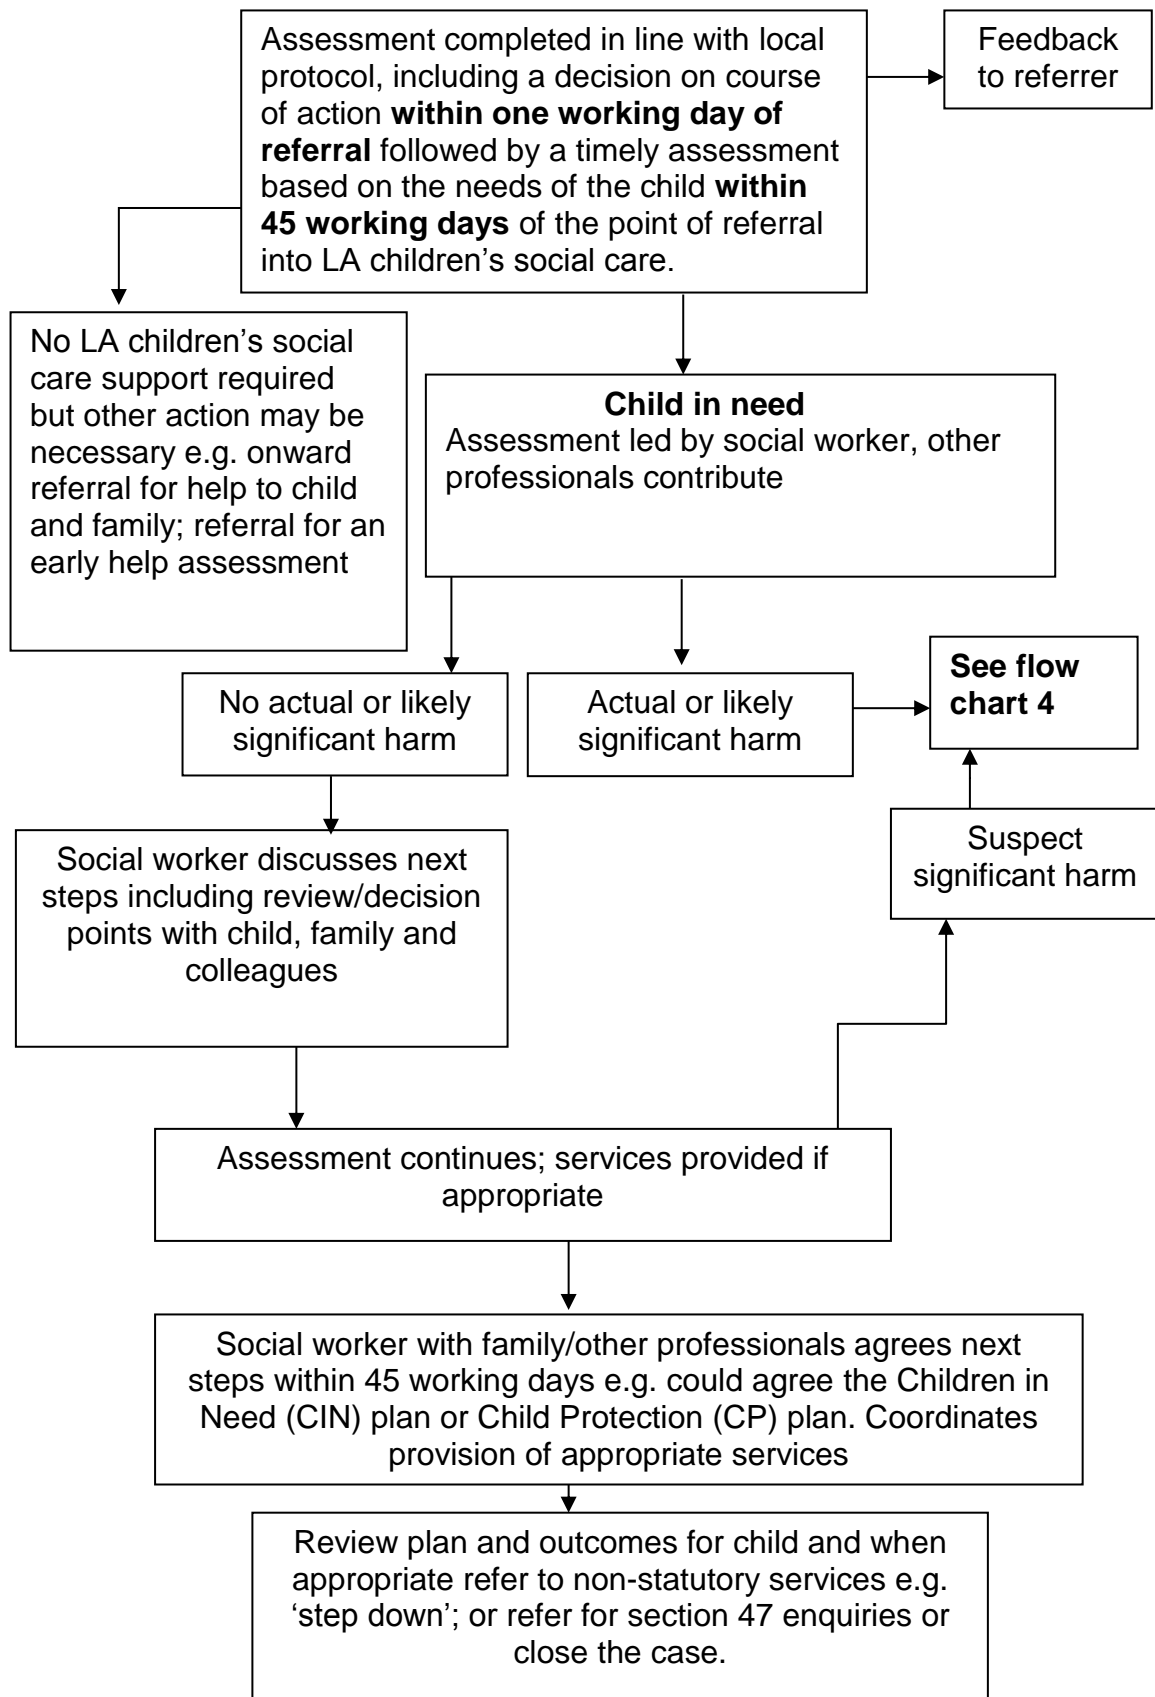 Assessment completed in line with local
protocol, including a decision on course
of action within one working day of
referral followed by a timely assessment
based on the needs of the child within
45 working days of the point of referral
into LA children’s social care.
Feedback
to referrer
No LA children’s social
care support required
but other action may be
necessary e.g. onward
referral for help to child
and family; referral for an
early help assessment
Child in need
Assessment led by social worker, other
professionals contribute
No actual or likely
significant harm
Actual or likely
significant harm
See flow
chart 4
Suspect
significant harm
Social worker discusses next
steps including review/decision
points with child, family and
colleagues
Assessment continues; services provided if
appropriate
Social worker with family/other professionals agrees next
steps within 45 working days e.g. could agree the Children in
Need (CIN) plan or Child Protection (CP) plan. Coordinates
provision of appropriate services
Review plan and outcomes for child and when
appropriate refer to non-statutory services e.g.
‘step down’; or refer for section 47 enquiries or
close the case.